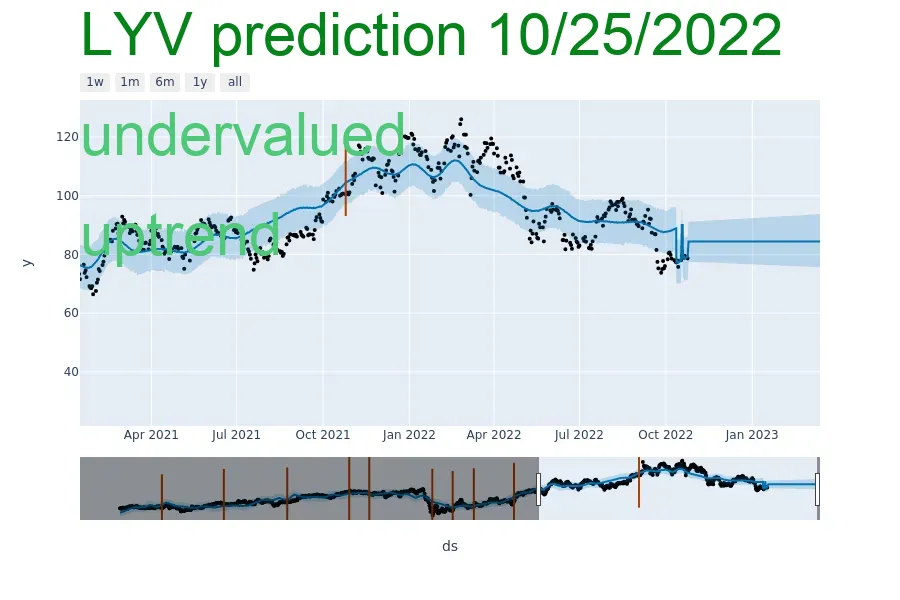 LYV prediction 10/25/2022
1w 1m 6m 1y all
undervalued
uptrend
120
100
80
60
40
y
Apr 2021 Jul 2021 Oct 2021 Jan 2022 Apr 2022 Jul 2022 Oct 2022 Jan 2023
ds